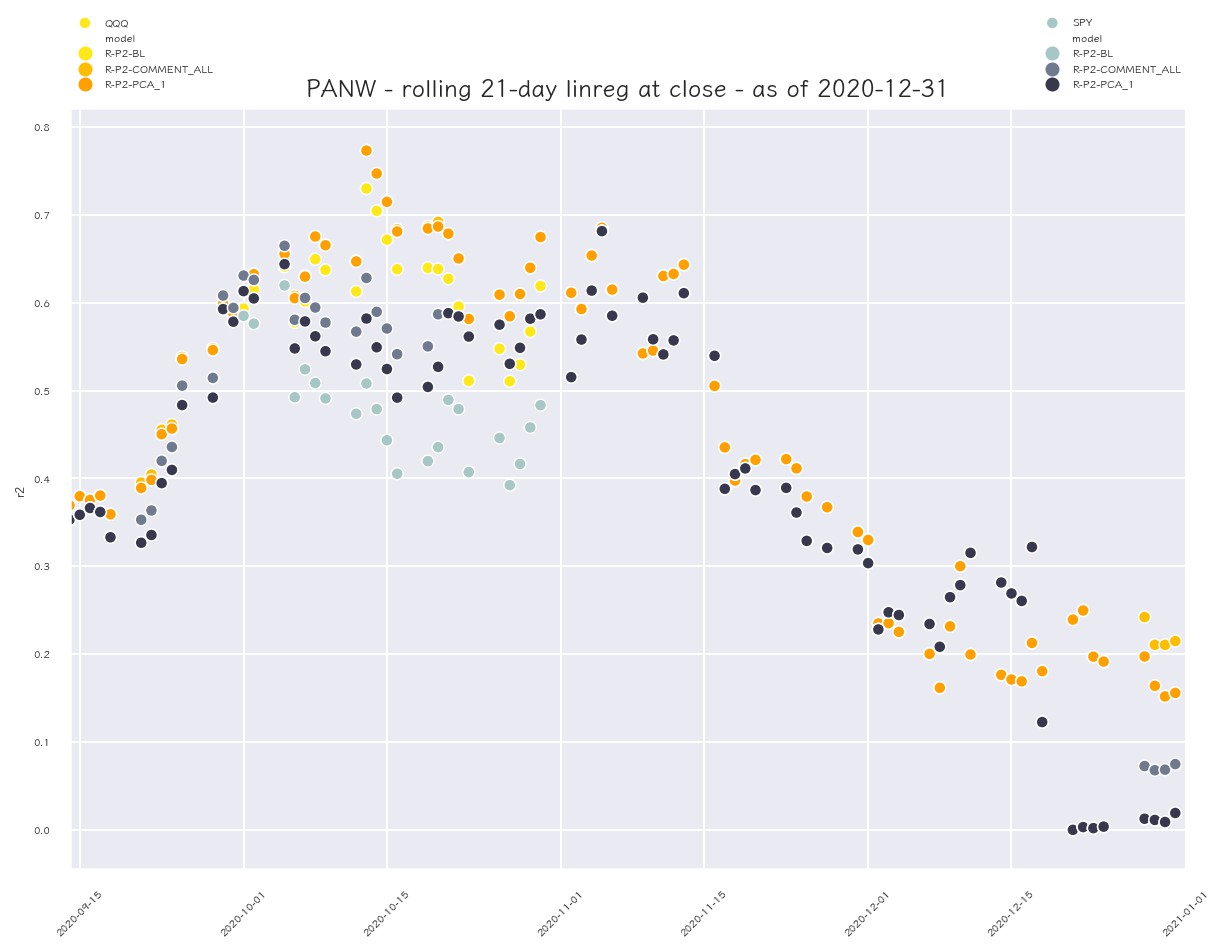 QQQ
model
R-P2-BL
R-P2-COMMENT_ALL
R-P2-PCA_1
SPY
model
R-P2-BL
R-P2-COMMENT_ALL
R-P2-PCA_1
PANW - rolling 21-day linreg at close - as of 2020-12-31
0.8
0.7
0.6
0.5
0.4
0.3
0.2
0.1
0.0
r2
2020-09-15
2020-10-01
2020-10-15
2020-11-01
2020-11-15
2020-12-01
2020-12-15
2021-01-01